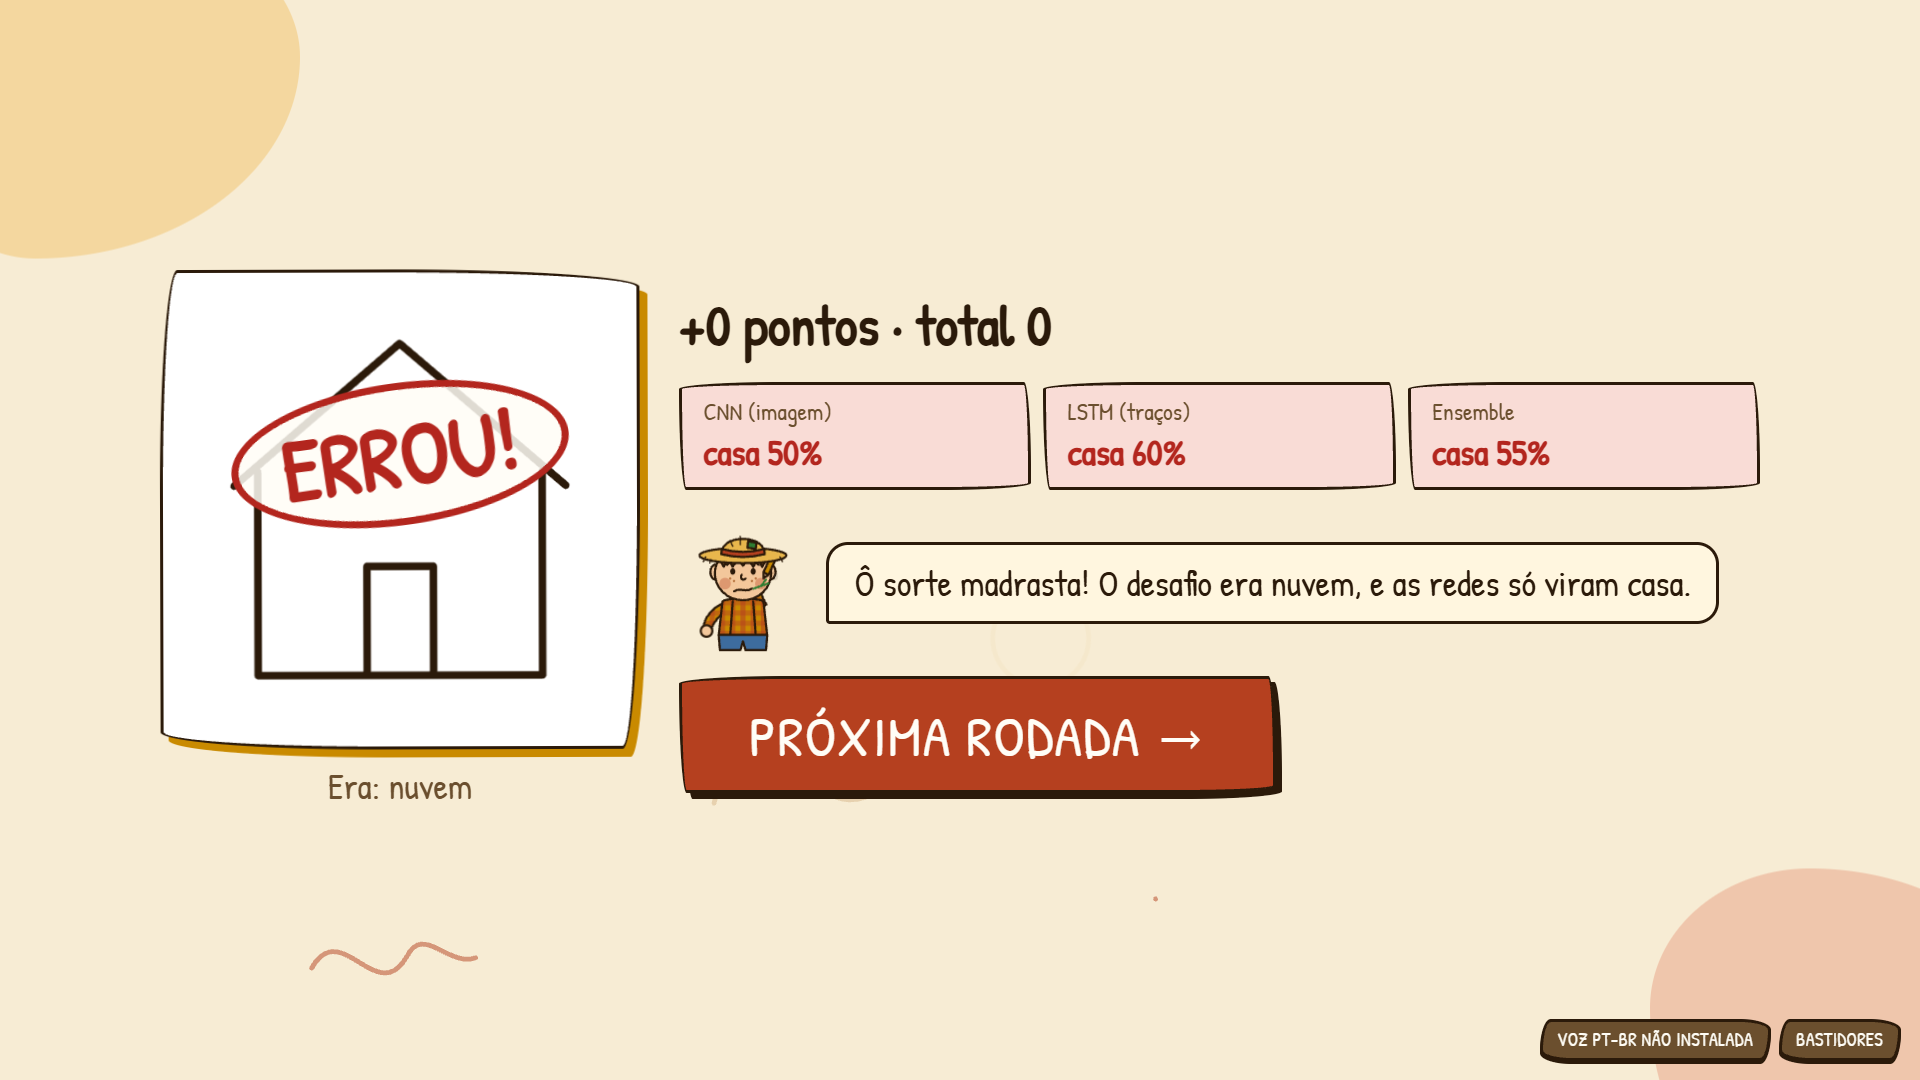 ERROU!
Era: nuvem
+0 pontos · total 0
CNN (imagem)
casa 50%
LSTM (traços)
casa 60%
Ensemble
casa 55%
Ô sorte madrasta! O desafio era nuvem, e as redes só viram casa.
PRÓXIMA RODADA →
VOZ PT-BR NÃO INSTALADA
BASTIDORES